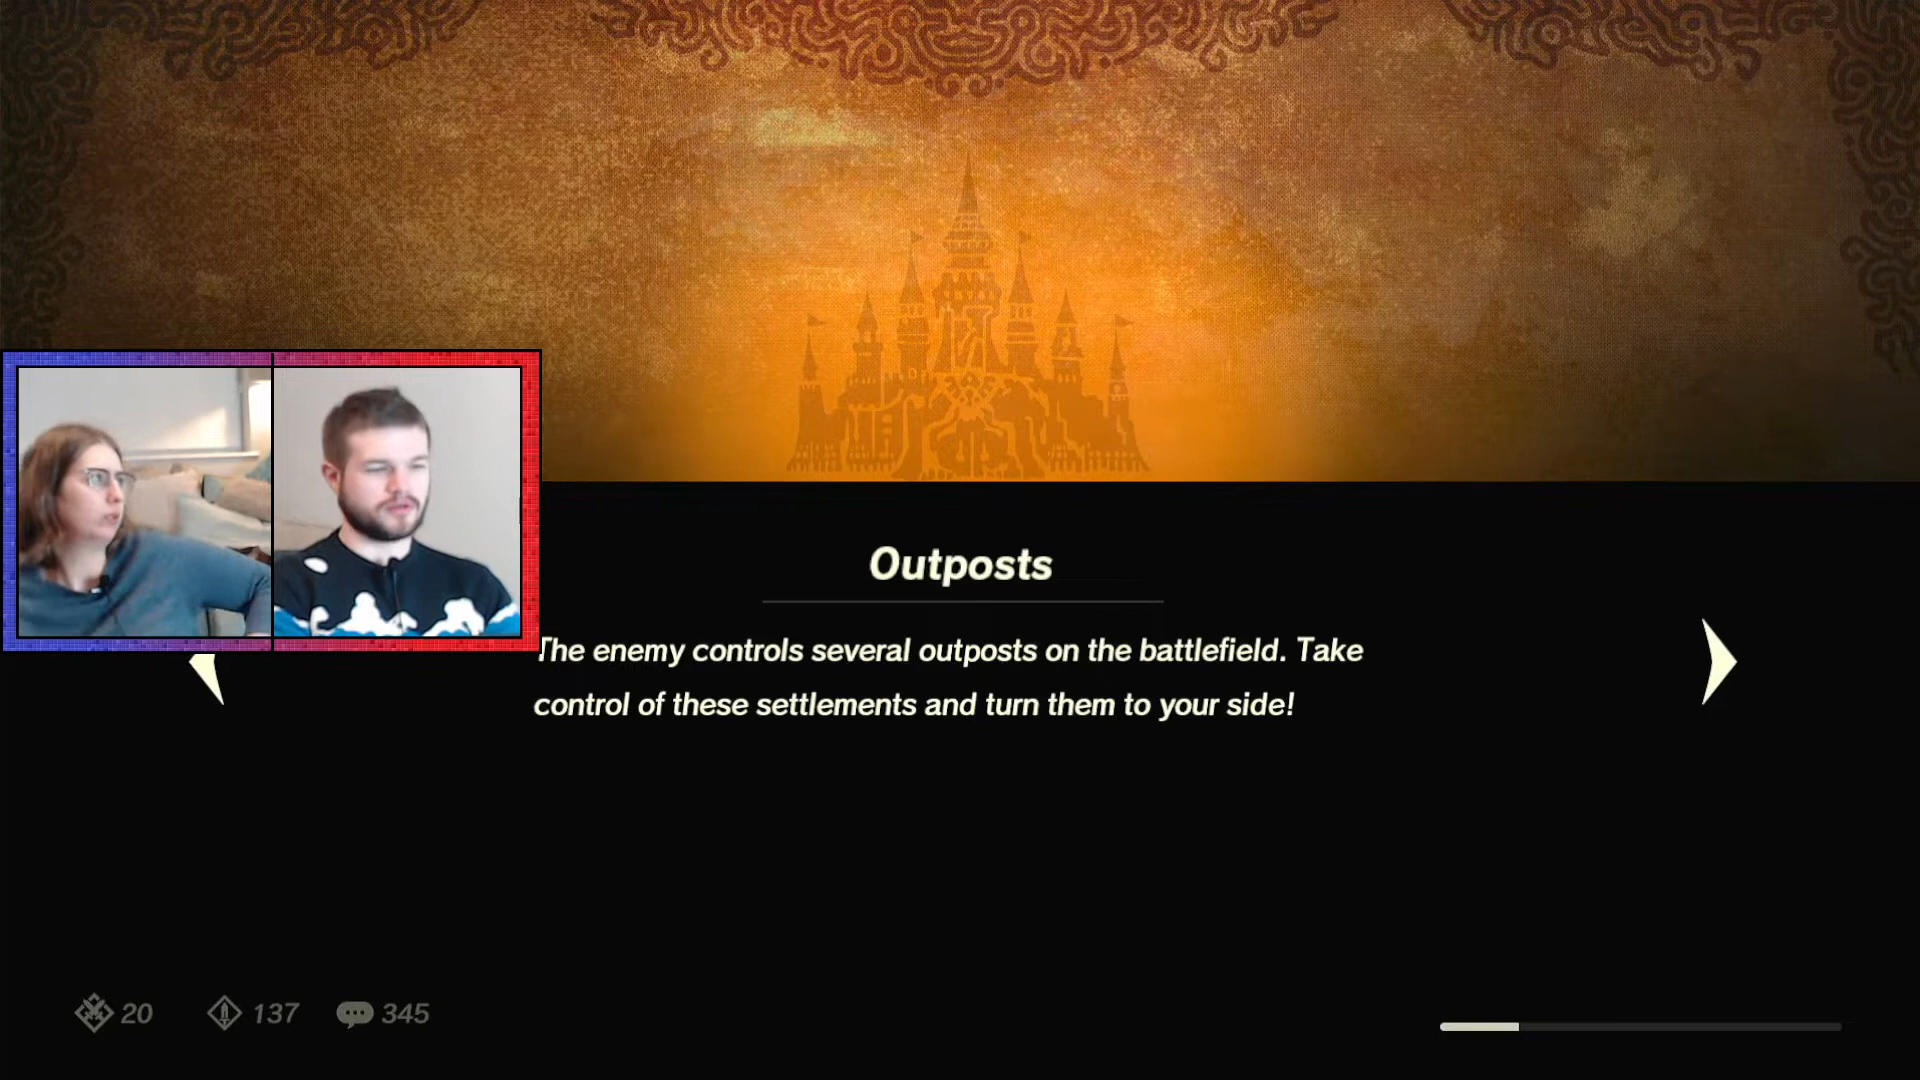 Outposts
The enemy controls several outposts on the battlefield. Take
control of these settlements and turn them to your side!
20 137 345